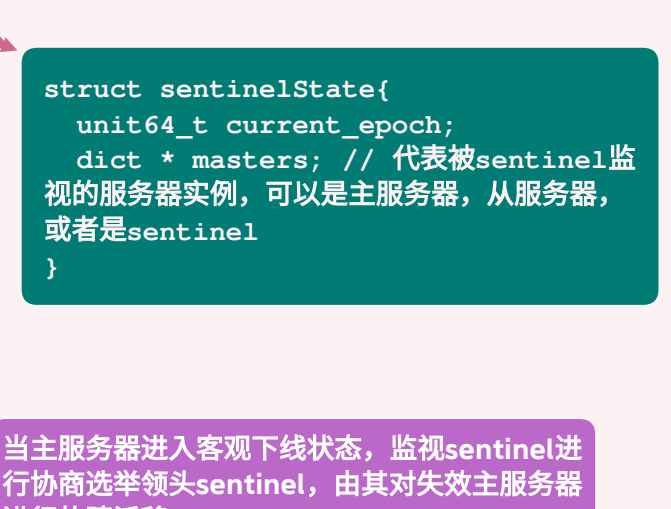 struct sentinelState{
unit64_t current_epoch;
dict * masters; // 代表被sentinel监
视的服务器实例，可以是主服务器，从服务器，
或者是sentinel
}
当主服务器进入客观下线状态，监视sentinel进
行协商选举领头sentinel，由其对失效主服务器